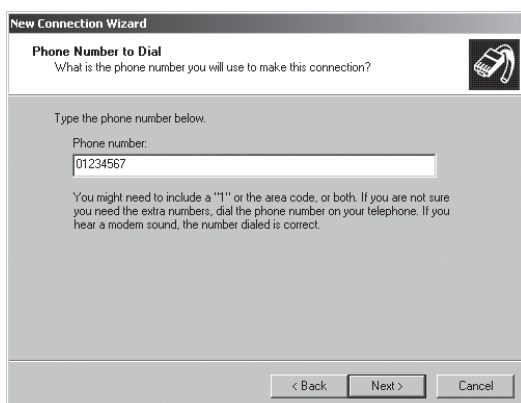 New Connection Wizard
Phone Number to Dial
What is the phone number you will use to make this connection?
Type the phone number below.
Phone number:
01234567
You might need to include a "1" or the area code, or both. If you are not sure
you need the extra numbers, dial the phone number on your telephone. If you
hear a modem sound, the number dialed is correct.
< Back
Next >
Cancel